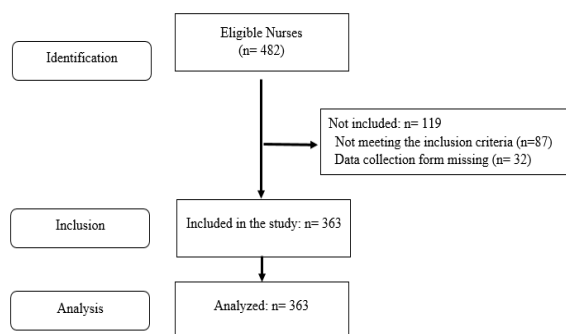 Eligible Nurses
(n= 482)
Identification
Not included: n= 119
Not meeting the inclusion criteria (n=87)
Data collection form missing (n= 32)
Inclusion
Included in the study: n= 363
Analysis
Analyzed: n= 363